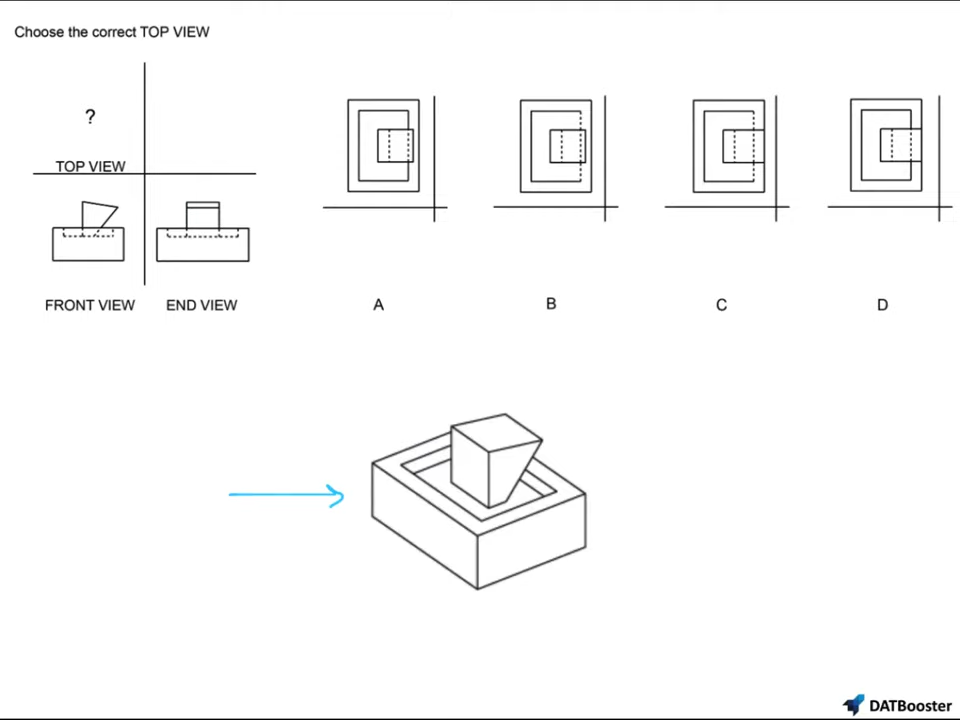 Choose the correct TOP VIEW
?
TOP VIEW
FRONT VIEW
END VIEW
A
B
C
D
DATBooster